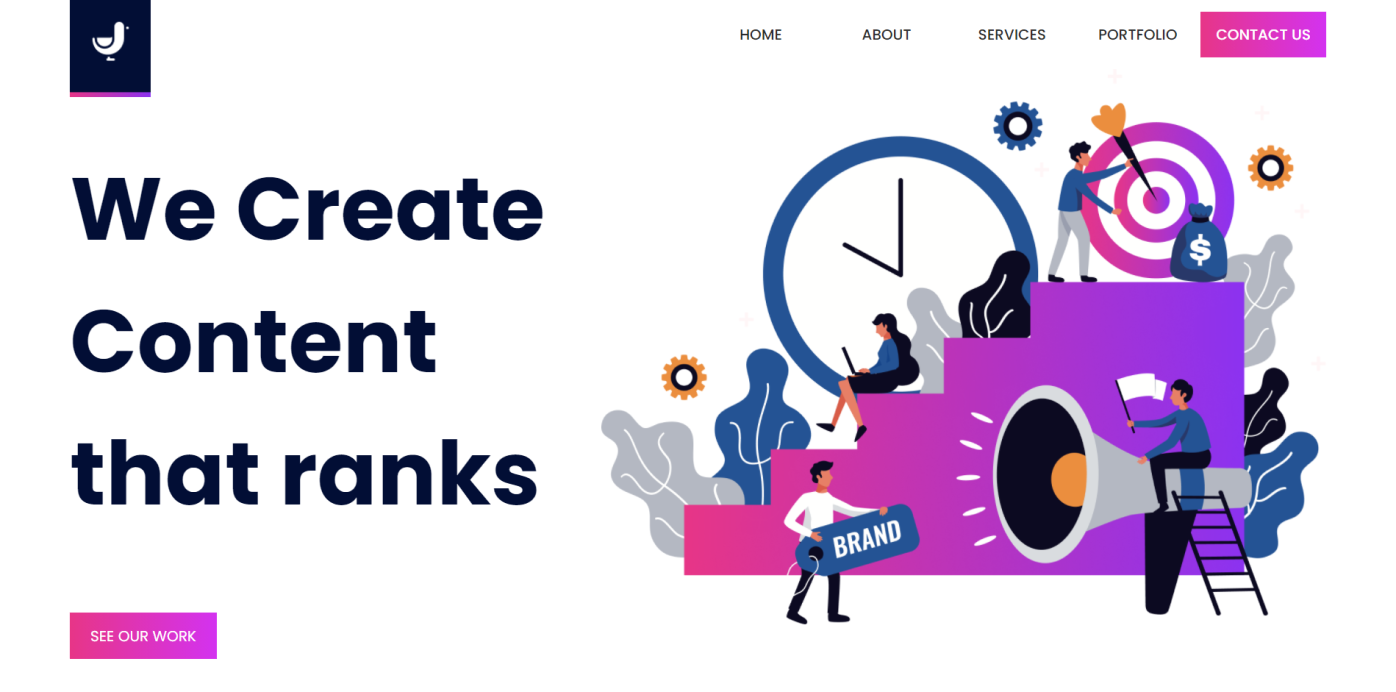 HOME
ABOUT
SERVICES
PORTFOLIO
CONTACT US
We Create
Content
that ranks
$
BRAND
SEE OUR WORK